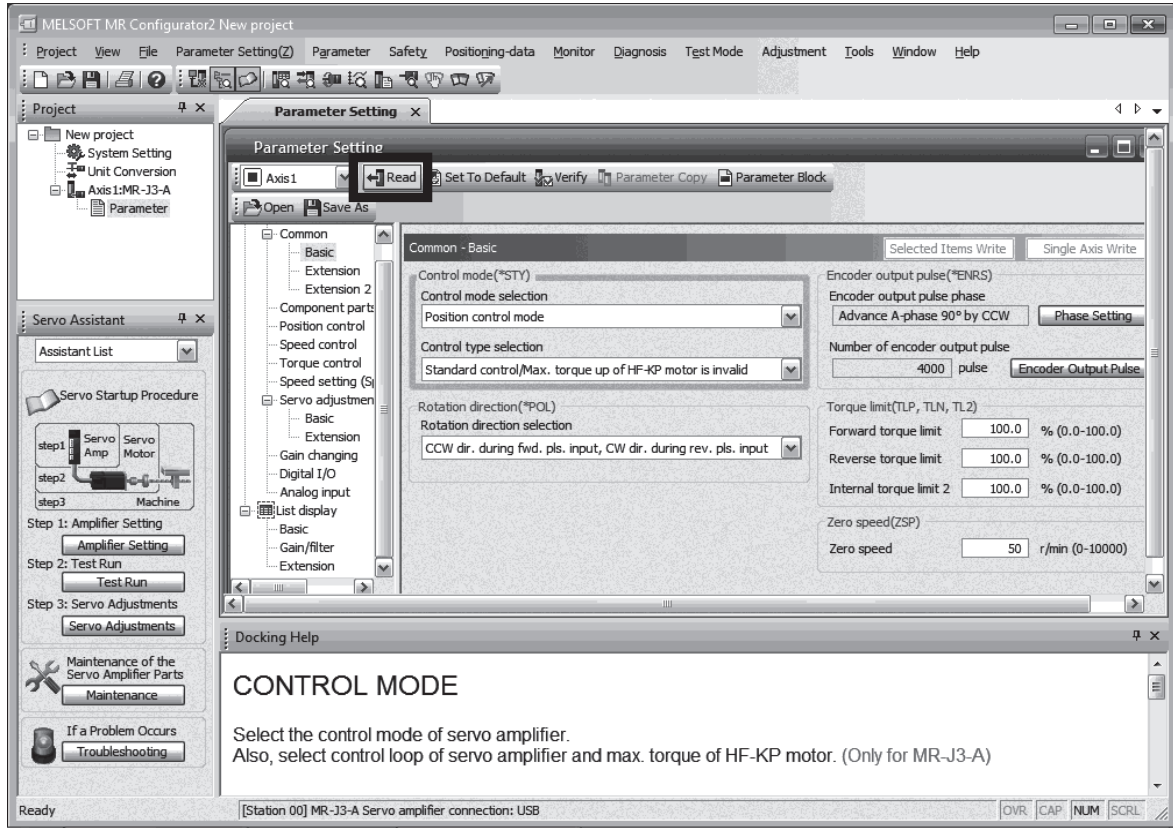 MELSOFT MR Configurator2 New project
Project View File Parameter Setting(Z) Parameter Safety Positioning-data Monitor Diagnosis Test Mode Adjustment Tools Window Help
Project
New project
System Setting
Unit Conversion
Axis1:MR-J3-A
Parameter
Servo Assistant
Assistant List
Servo Startup Procedure
step1
Servo Amp
Servo Motor
step2
step3
Machine
Step 1: Amplifier Setting
Amplifier Setting
Step 2: Test Run
Test Run
Step 3: Servo Adjustments
Servo Adjustments
Maintenance of the
Servo Amplifier Parts
Maintenance
If a Problem Occurs
Troubleshooting
Parameter Setting
Parameter Setting
Axis1 Read Set To Default Verify Parameter Copy Parameter Block
Open Save As
Common
Basic
Extension
Extension 2
Component parts
Position control
Speed control
Torque control
Speed setting (Sp
Servo adjustmen
Basic
Extension
Gain changing
Digital I/O
Analog input
List display
Basic
Gain/filter
Extension
Common - Basic
Selected Items Write Single Axis Write
Control mode(*STY)
Control mode selection
Position control mode
Control type selection
Standard control/Max. torque up of HF-KP motor is invalid
Rotation direction(*POL)
Rotation direction selection
CCW dir. during fwd. pls. input, CW dir. during rev. pls. input
Encoder output pulse(*ENRS)
Encoder output pulse phase
Advance A-phase 90° by CCW Phase Setting
Number of encoder output pulse
4000 pulse Encoder Output Pulse
Torque limit(TLP, TLN, TL2)
Forward torque limit 100.0 % (0.0-100.0)
Reverse torque limit 100.0 % (0.0-100.0)
Internal torque limit 2 100.0 % (0.0-100.0)
Zero speed(ZSP)
Zero speed 50 r/min (0-10000)
Docking Help
CONTROL MODE
Select the control mode of servo amplifier.
Also, select control loop of servo amplifier and max. torque of HF-KP motor. (Only for MR-J3-A)
Ready [Station 00] MR-J3-A Servo amplifier connection: USB OVR CAP NUM SCRL